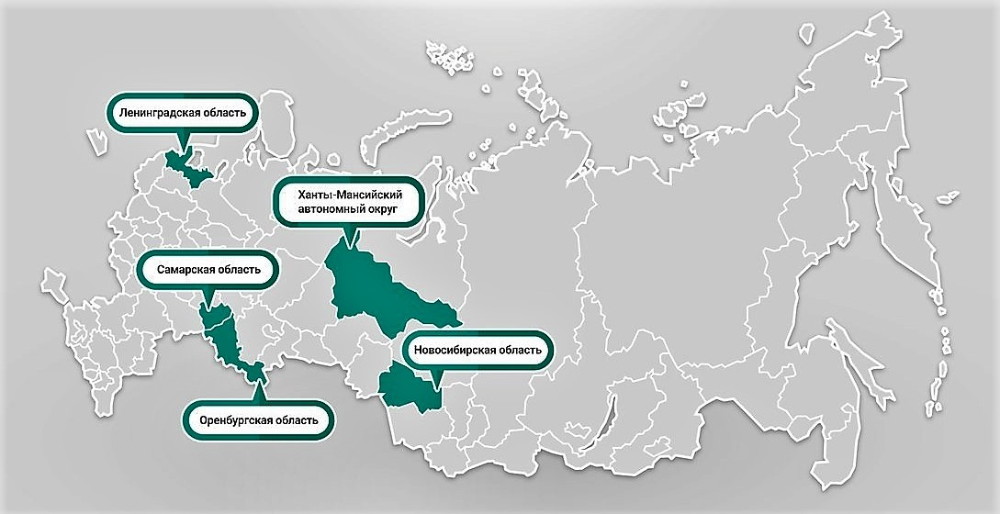 Ленинградская область
Ханты-Мансийский
автономный округ
Самарская область
Новосибирская область
Оренбургская область